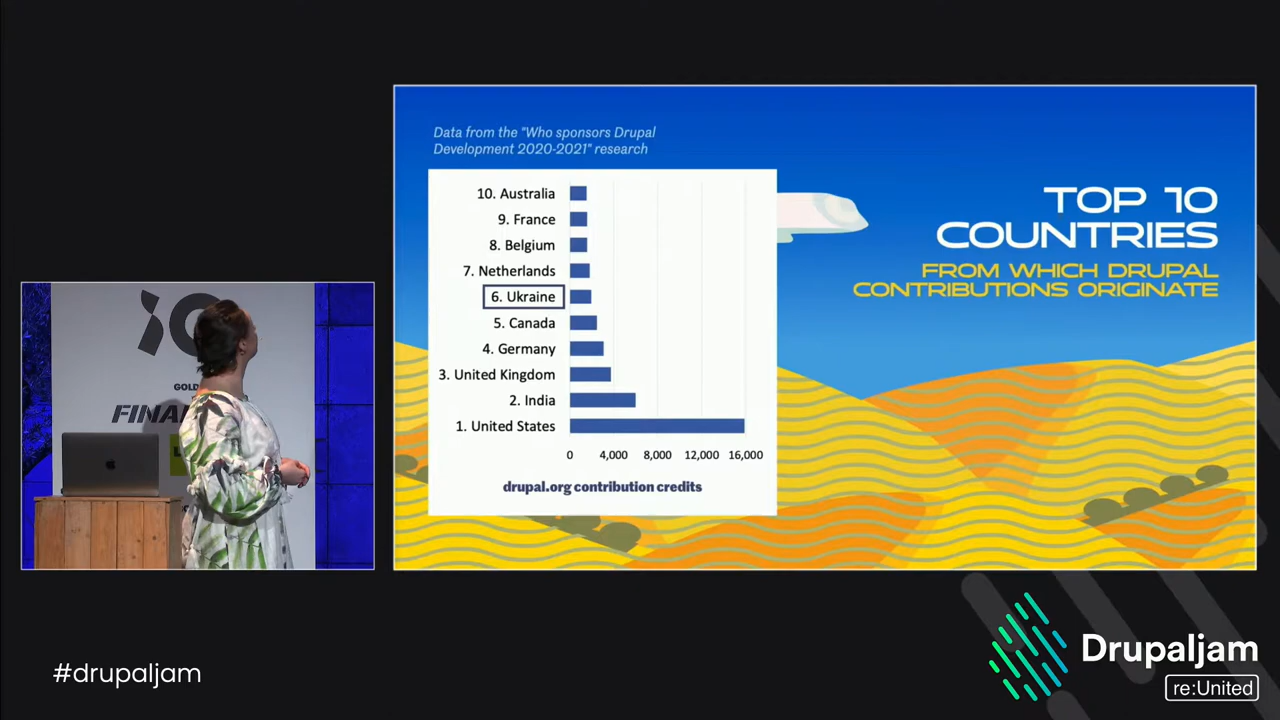 Data from the "Who sponsors Drupal
Development 2020-2021" research
10. Australia
9. France
8. Belgium
7. Netherlands
6. Ukraine
5. Canada
4. Germany
3. United Kingdom
2. India
1. United States
0 4,000 8,000 12,000 16,000
drupal.org contribution credits
TOP 10
COUNTRIES
FROM WHICH DRUPAL
CONTRIBUTIONS ORIGINATE
GOLD
FINA
#drupaljam
Drupaljam
re:United